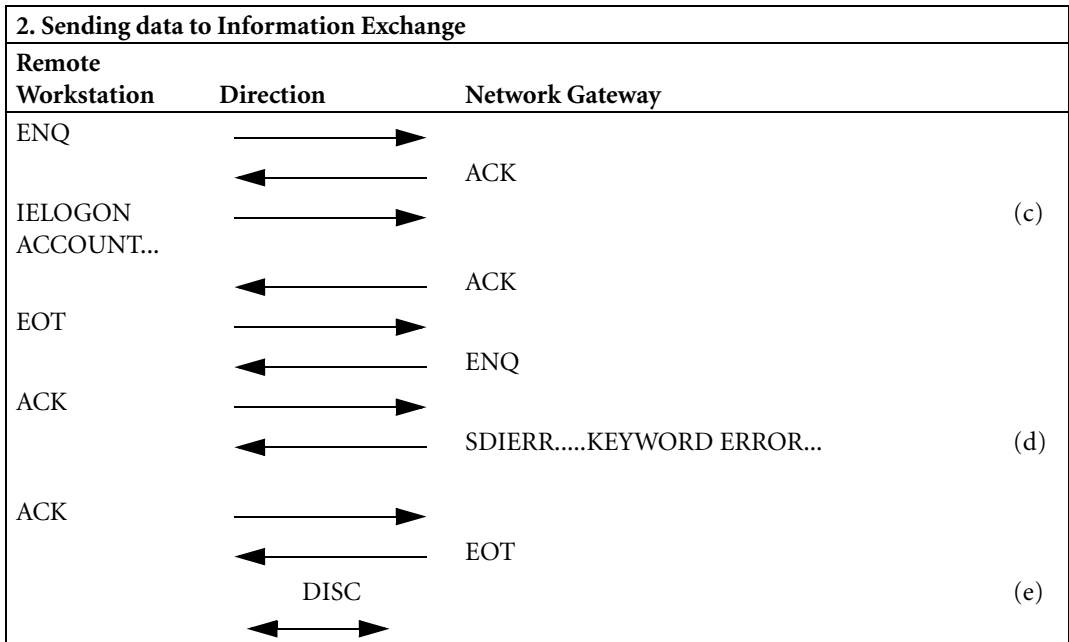 2. Sending data to Information Exchange
Remote
Workstation Direction Network Gateway
ENQ
ACK
IELOGON (c)
ACCOUNT...
ACK
EOT
ENQ
ACK
SDIERR.....KEYWORD ERROR... (d)
ACK
EOT
DISC (e)